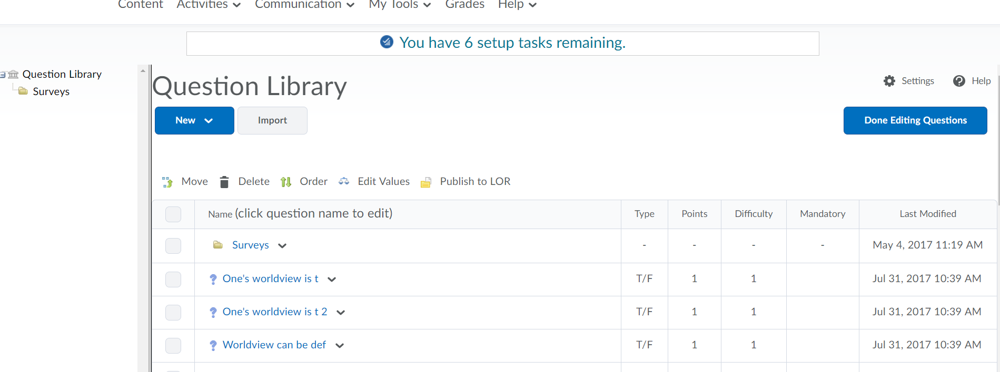 Content Activities Communication My Tools Grades Help
You have 6 setup tasks remaining.
Question Library
Surveys
Question Library
Settings Help
New Import Done Editing Questions
Move Delete Order Edit Values Publish to LOR
Name (click question name to edit) Type Points Difficulty Mandatory Last Modified
Surveys - - - - May 4, 2017 11:19 AM
One's worldview is t T/F 1 1 Jul 31, 2017 10:39 AM
One's worldview is t 2 T/F 1 1 Jul 31, 2017 10:39 AM
Worldview can be def T/F 1 1 Jul 31, 2017 10:39 AM